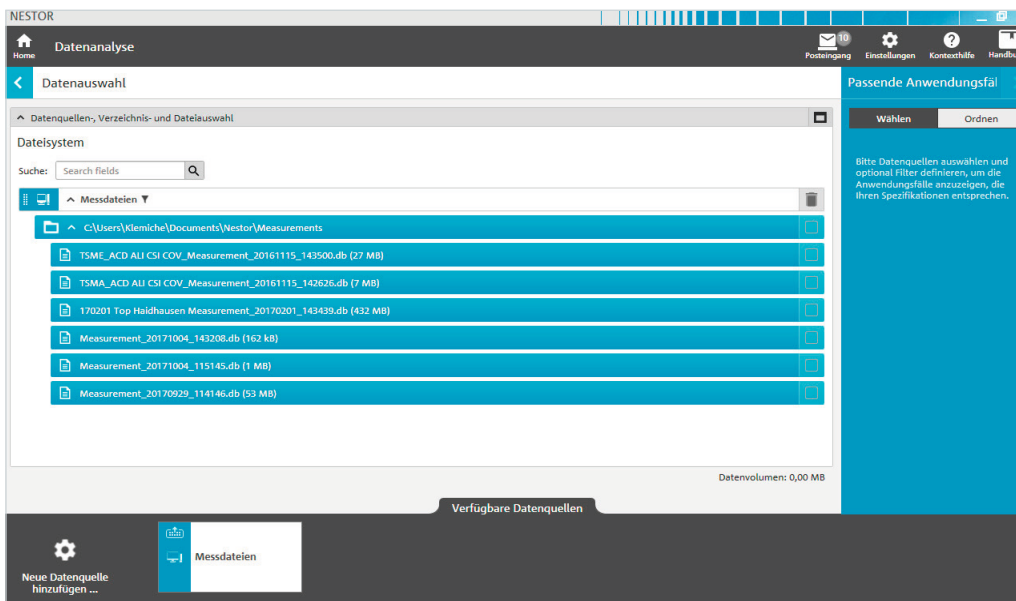 NESTOR
Home
Datenanalyse
Posteingang
10
Einstellungen
Kontexthilfe
Handbu
Datenauswahl
Passende Anwendungsfäl
Datenquellen-, Verzeichnis- und Dateiauswahl
Wählen
Ordnen
Dateisystem
Suche:
Search fields
Bitte Datenquellen auswählen und
optional Filter definieren, um die
Anwendungsfälle anzuzeigen, die
Ihren Spezifikationen entsprechen.
Messdateien
C:\Users\Klemiche\Documents\Nestor\Measurements
TSME_ACD ALI CSI COV_Measurement_20161115_143500.db (27 MB)
TSMA_ACD ALI CSI COV_Measurement_20161115_142626.db (7 MB)
170201 Top Haidhausen Measurement_20170201_143439.db (432 MB)
Measurement_20171004_143208.db (162 kB)
Measurement_20171004_115145.db (1 MB)
Measurement_20170929_114146.db (53 MB)
Datenvolumen: 0,00 MB
Verfügbare Datenquellen
Neue Datenquelle
hinzufügen ...
Messdateien